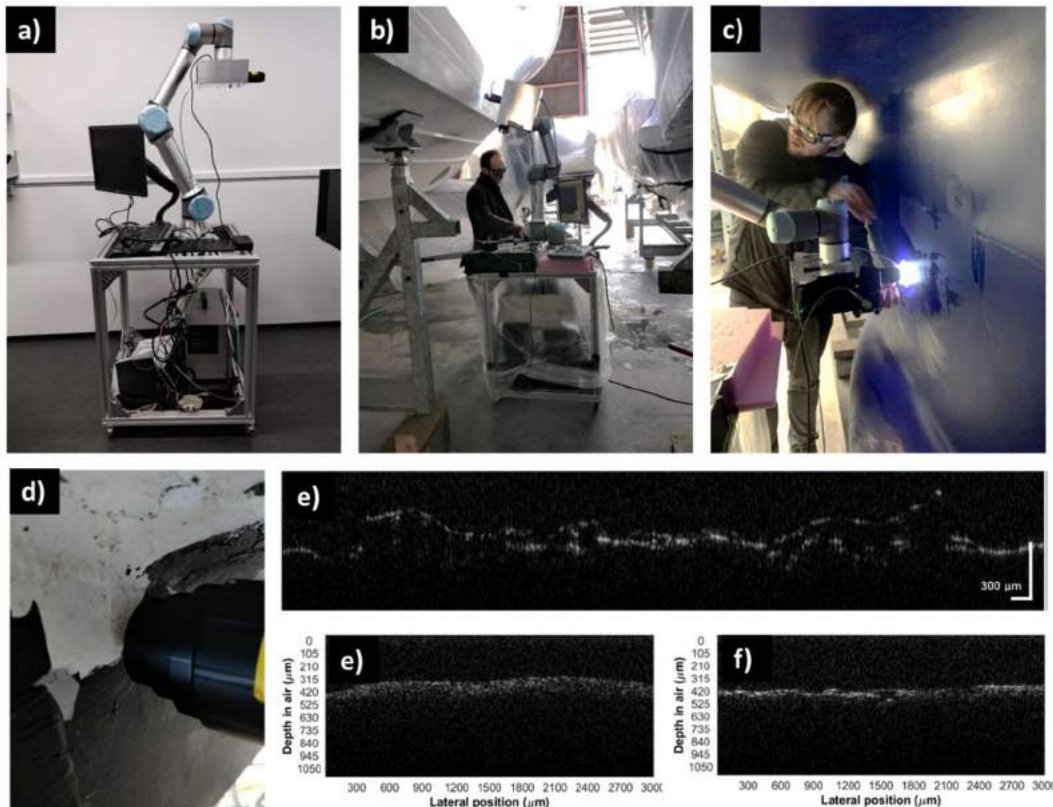 a)
b)
c)
d)
e)
300 µm
e)
Depth in air (µm)
0
105
210
315
420
525
630
735
840
945
1050
300 600 900 1200 1500 1800 2100 2400 2700 3000
Lateral position (µm)
f)
Depth in air (µm)
0
105
210
315
420
525
630
735
840
945
1050
300 600 900 1200 1500 1800 2100 2400 2700 3000
Lateral position (µm)